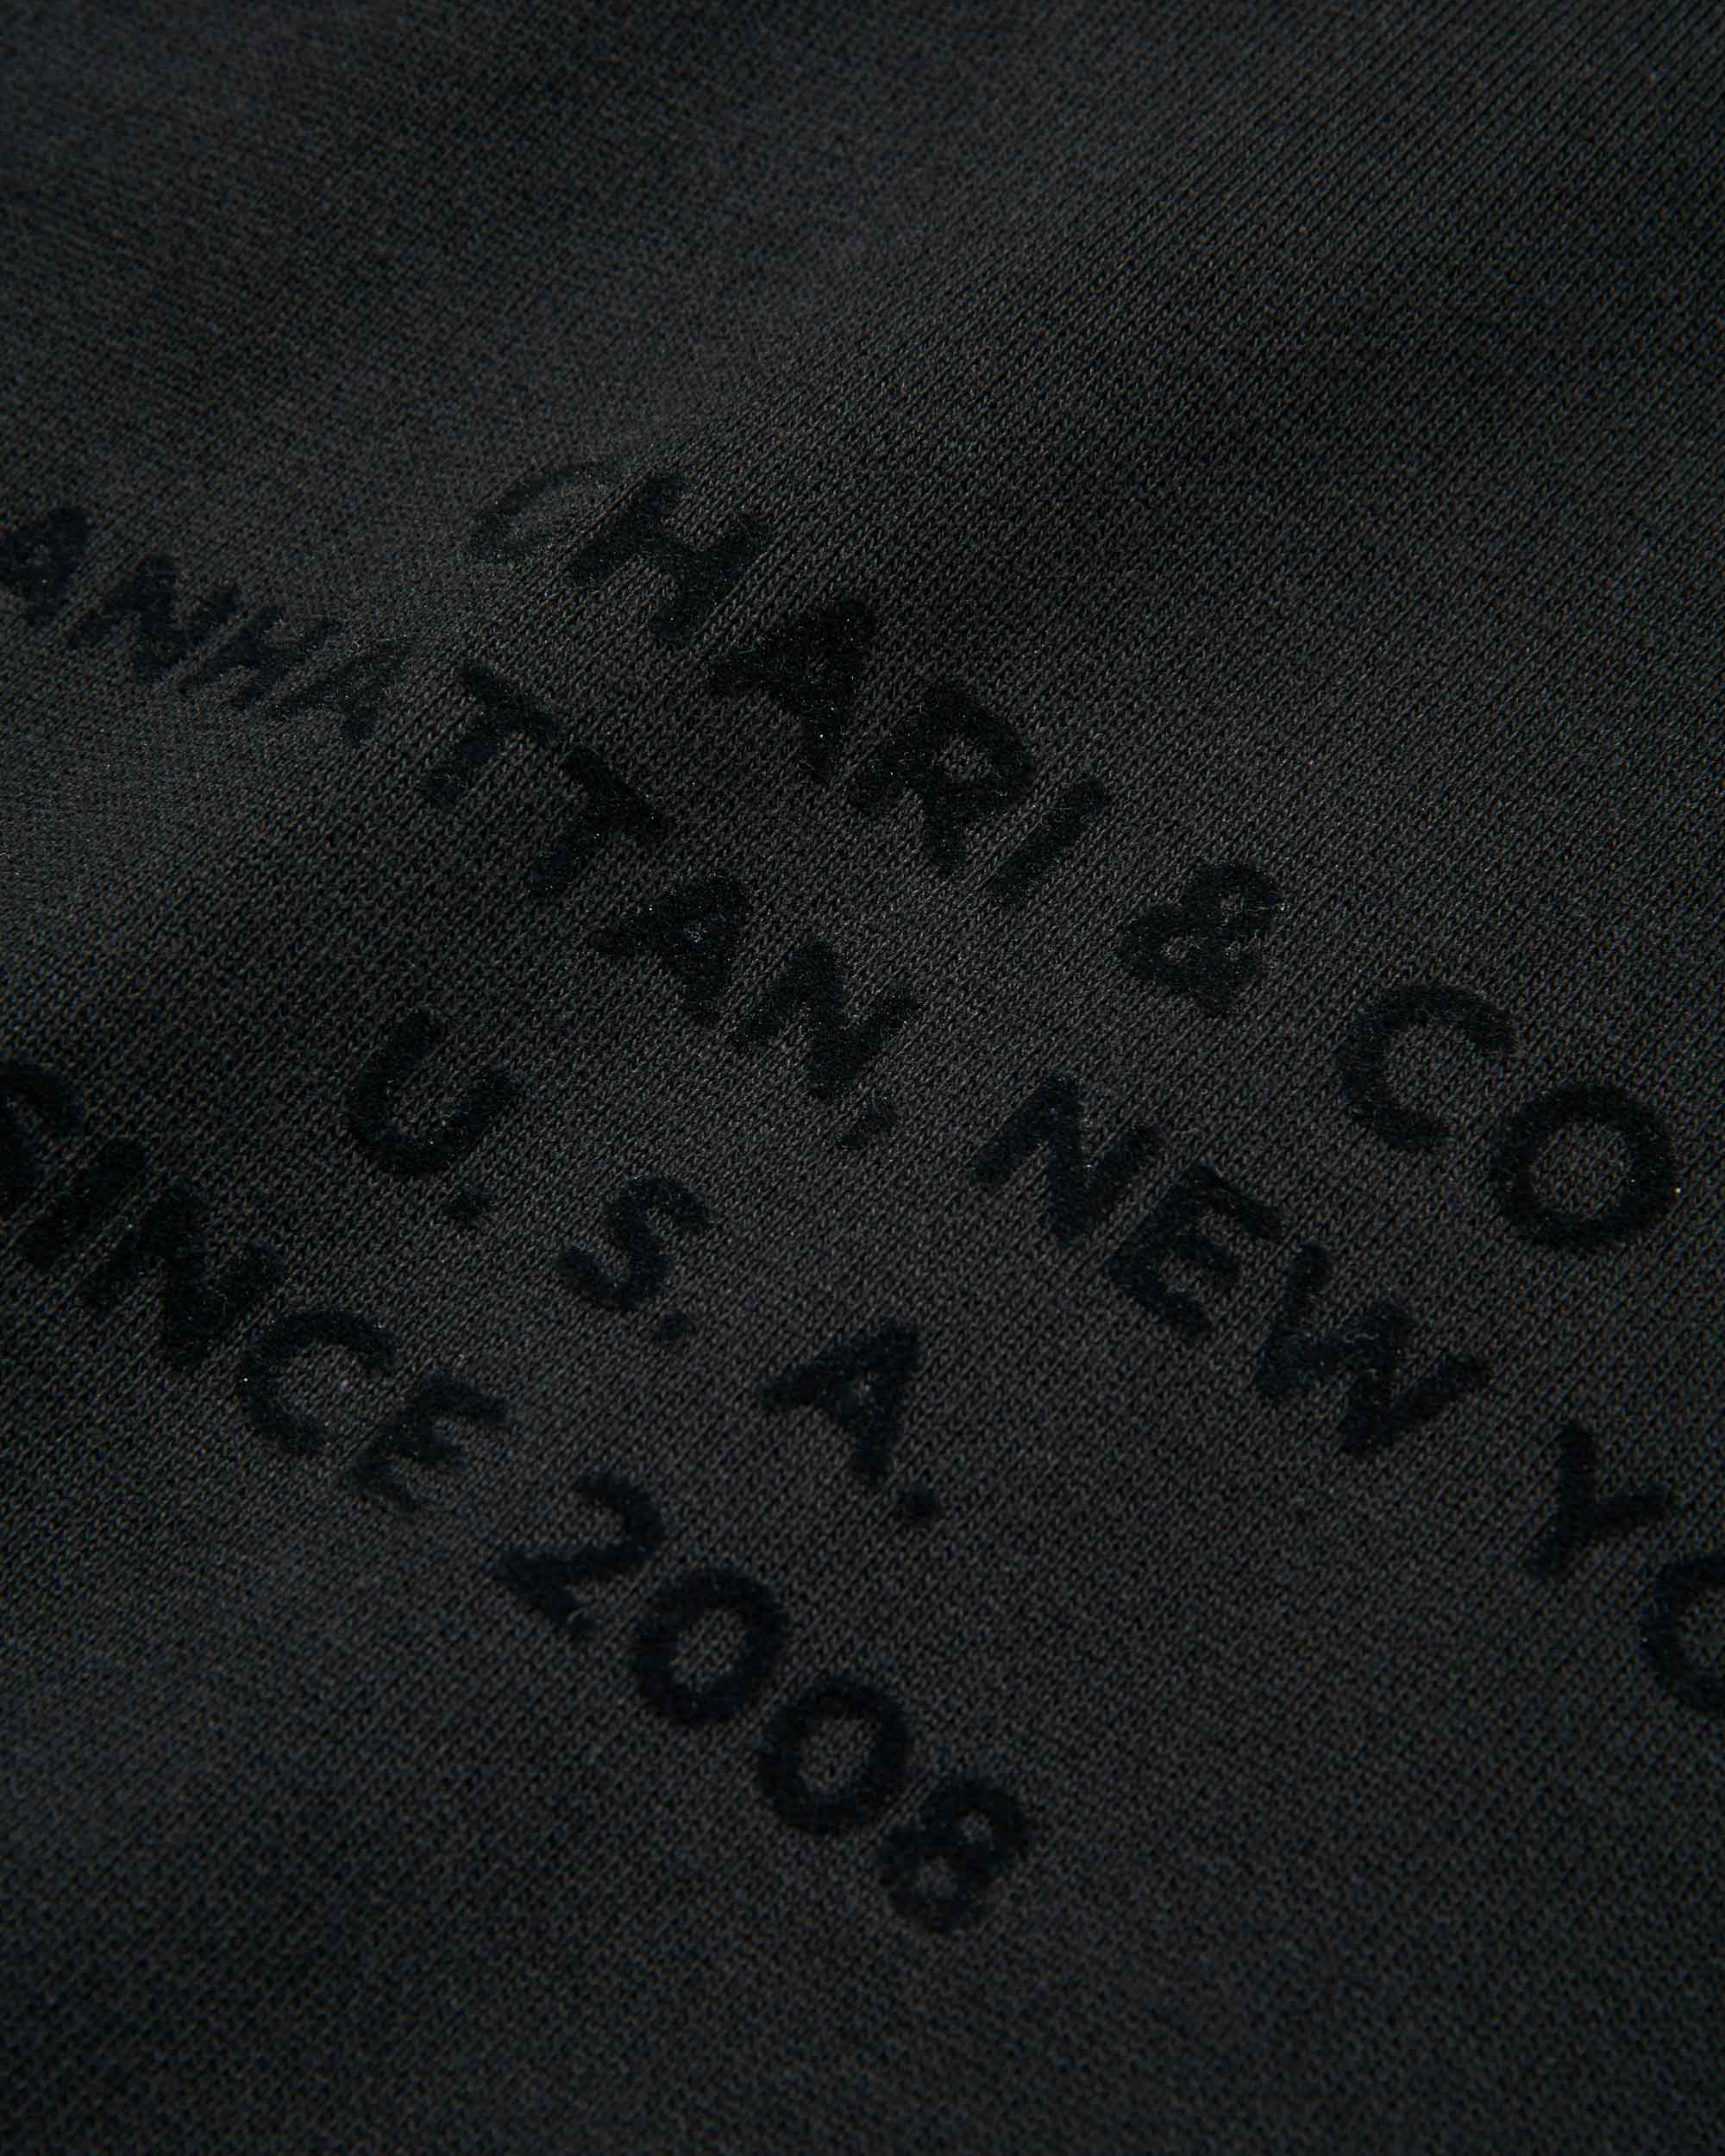 CHARI & CO
ANHATTAN. NEW YO
U.S.A.
SINCE 2008